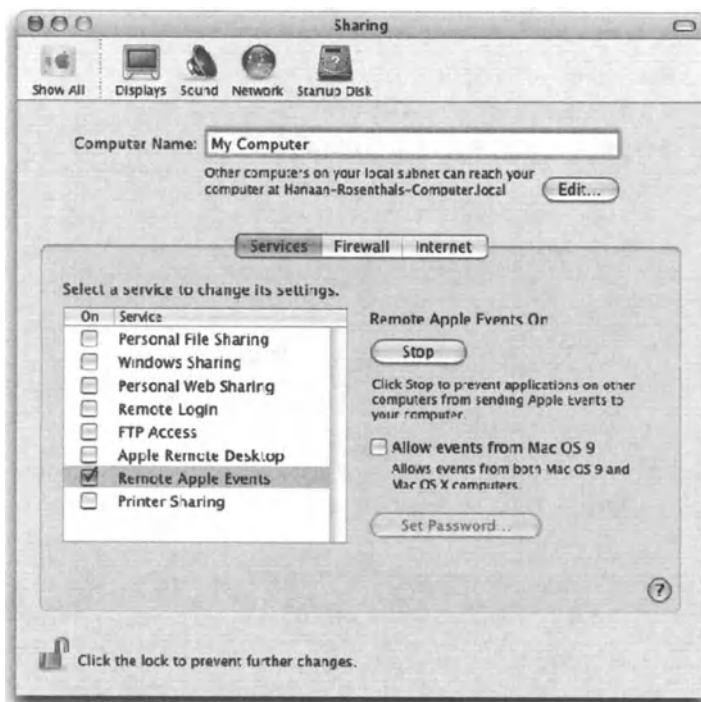 Sharing
Show All Displays Sound Network Startup Disk
Computer Name: My Computer
Other computers on your local subnet can reach your
computer at Hanaan-Rosenthals-Computer.local
Edit...
Services Firewall Internet
Select a service to change its settings.
On Service
Personal File Sharing
Windows Sharing
Personal Web Sharing
Remote Login
FTP Access
Apple Remote Desktop
Remote Apple Events
Printer Sharing
Remote Apple Events On
Stop
Click Stop to prevent applications on other
computers from sending Apple Events to
your computer.
Allow events from Mac OS 9
Allows events from both Mac OS 9 and
Mac OS X computers.
Set Password...
?
Click the lock to prevent further changes.